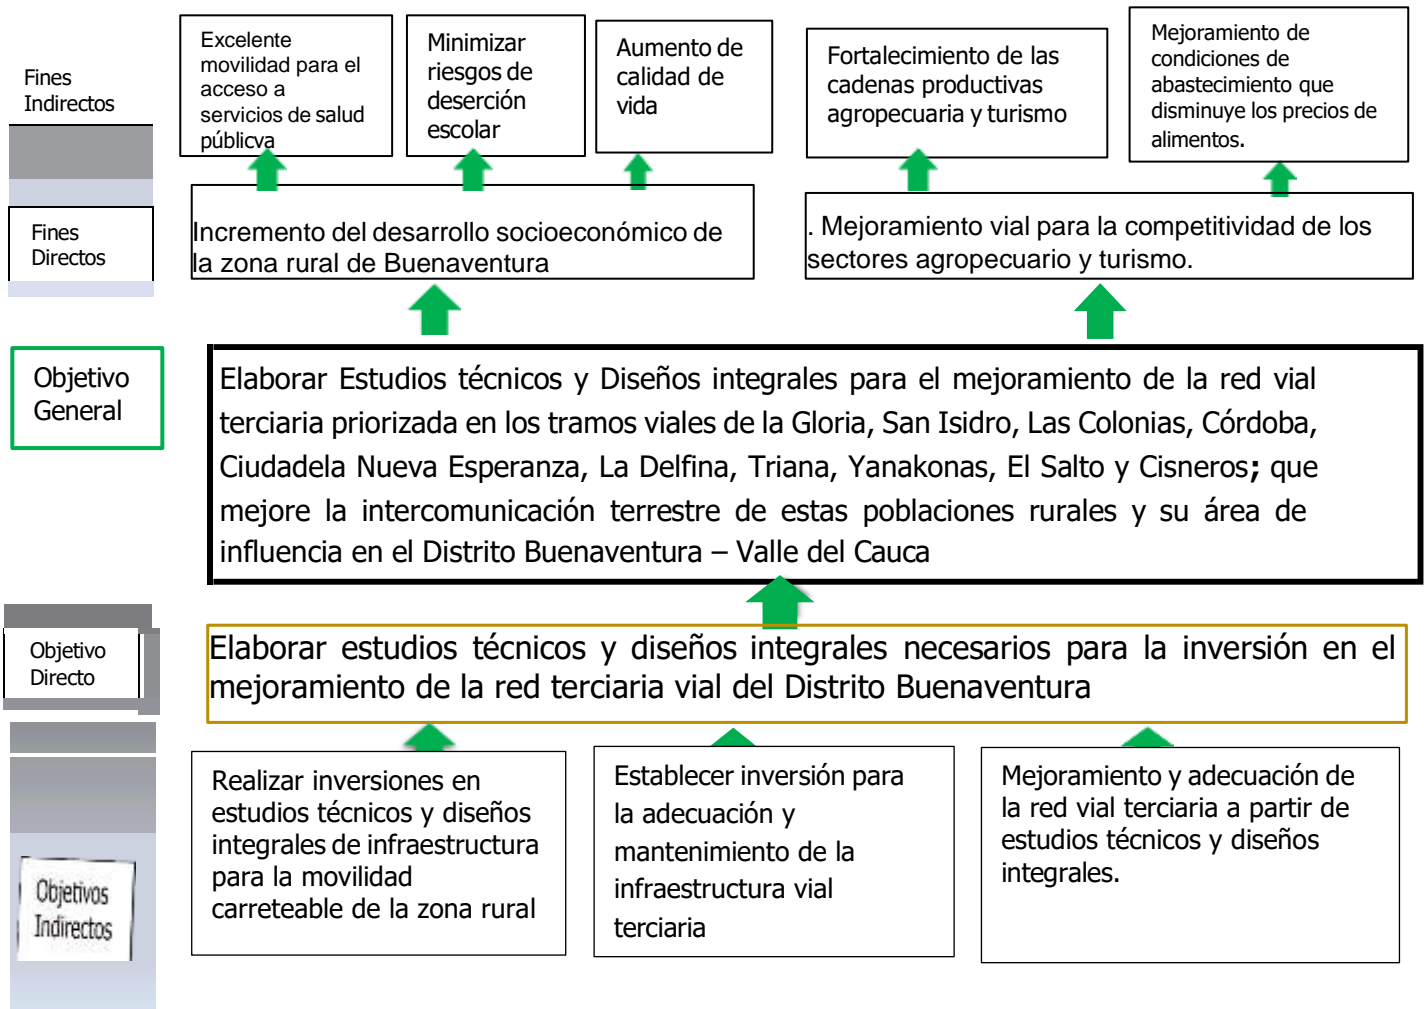 Fines
Indirectos
Excelente
movilidad para el
acceso a
servicios de salud
públicva
Minimizar
riesgos de
deserción
escolar
Aumento de
calidad de
vida
Fortalecimiento de las
cadenas productivas
agropecuaria y turismo
Mejoramiento de
condiciones de
abastecimiento que
disminuye los precios de
alimentos.
Fines
Directos
Incremento del desarrollo socioeconómico de
la zona rural de Buenaventura
. Mejoramiento vial para la competitividad de los
sectores agropecuario y turismo.
Objetivo
General
Elaborar Estudios técnicos y Diseños integrales para el mejoramiento de la red vial
terciaria priorizada en los tramos viales de la Gloria, San Isidro, Las Colonias, Córdoba,
Ciudadela Nueva Esperanza, La Delfina, Triana, Yanakonas, El Salto y Cisneros; que
mejore la intercomunicación terrestre de estas poblaciones rurales y su área de
influencia en el Distrito Buenaventura – Valle del Cauca
Objetivo
Directo
Elaborar estudios técnicos y diseños integrales necesarios para la inversión en el
mejoramiento de la red terciaria vial del Distrito Buenaventura
Objetivos
Indirectos
Realizar inversiones en
estudios técnicos y diseños
integrales de infraestructura
para la movilidad
carreteable de la zona rural
Establecer inversión para
la adecuación y
mantenimiento de la
infraestructura vial
terciaria
Mejoramiento y adecuación de
la red vial terciaria a partir de
estudios técnicos y diseños
integrales.